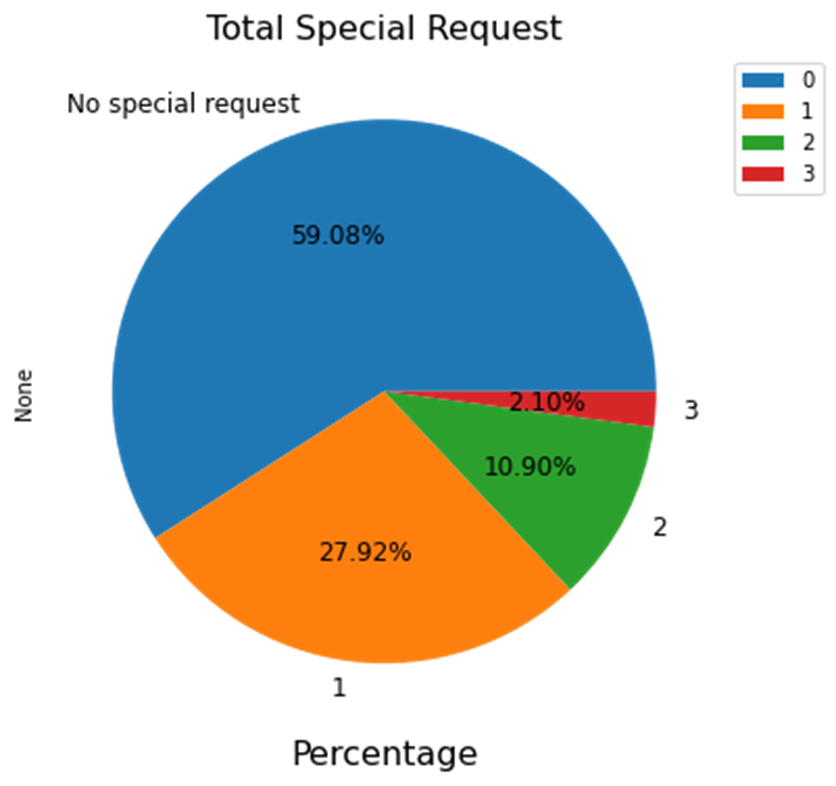 Total Special Request
0
1
2
3
No special request
59.08%
None
2.10%
3
10.90%
2
27.92%
1
Percentage